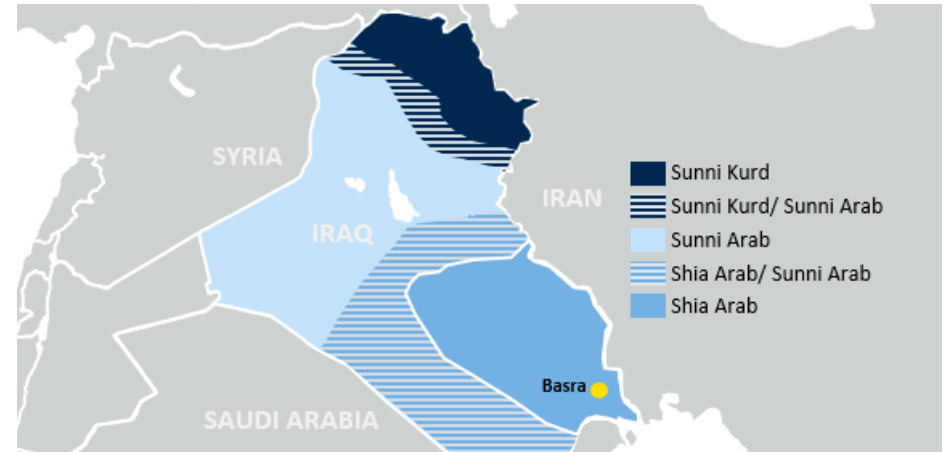 SYRIA
IRAN
IRAQ
SAUDI ARABIA
Basra
Sunni Kurd
Sunni Kurd/ Sunni Arab
Sunni Arab
Shia Arab/ Sunni Arab
Shia Arab